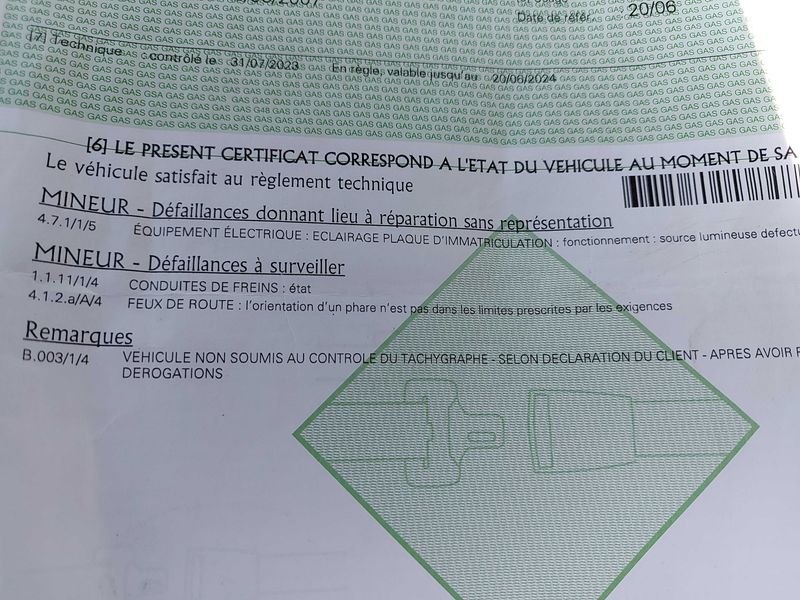 Date de référ.
20/06
[7] Technique contrôlé le 31/07/2023 En règle, valable jusqu'au 20/06/2024
[6] LE PRESENT CERTIFICAT CORRESPOND A L'ETAT DU VEHICULE AU MOMENT DE SA
Le véhicule satisfait au règlement technique
MINEUR - Défaillances donnant lieu à réparation sans représentation
4.7.1/1/5 ÉQUIPEMENT ÉLECTRIQUE : ECLAIRAGE PLAQUE D'IMMATRICULATION : fonctionnement : source lumineuse defectu
MINEUR - Défaillances à surveiller
1.1.11/1/4 CONDUITES DE FREINS : état
4.1.2.a/A/4 FEUX DE ROUTE : l'orientation d'un phare n'est pas dans les limites prescrites par les exigences
Remarques
B.003/1/4 VEHICULE NON SOUMIS AU CONTROLE DU TACHYGRAPHE - SELON DECLARATION DU CLIENT - APRES AVOIR
DEROGATIONS